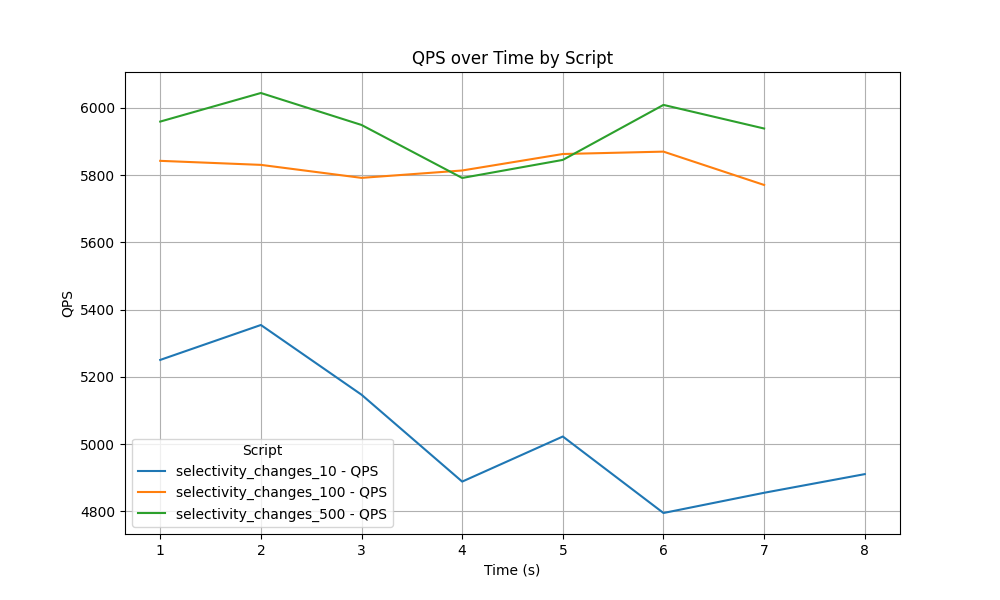 QPS over Time by Script
6000
5800
5600
5400
5200
5000
4800
QPS
Script
selectivity_changes_10 - QPS
selectivity_changes_100 - QPS
selectivity_changes_500 - QPS
1 2 3 4 5 6 7 8
Time (s)